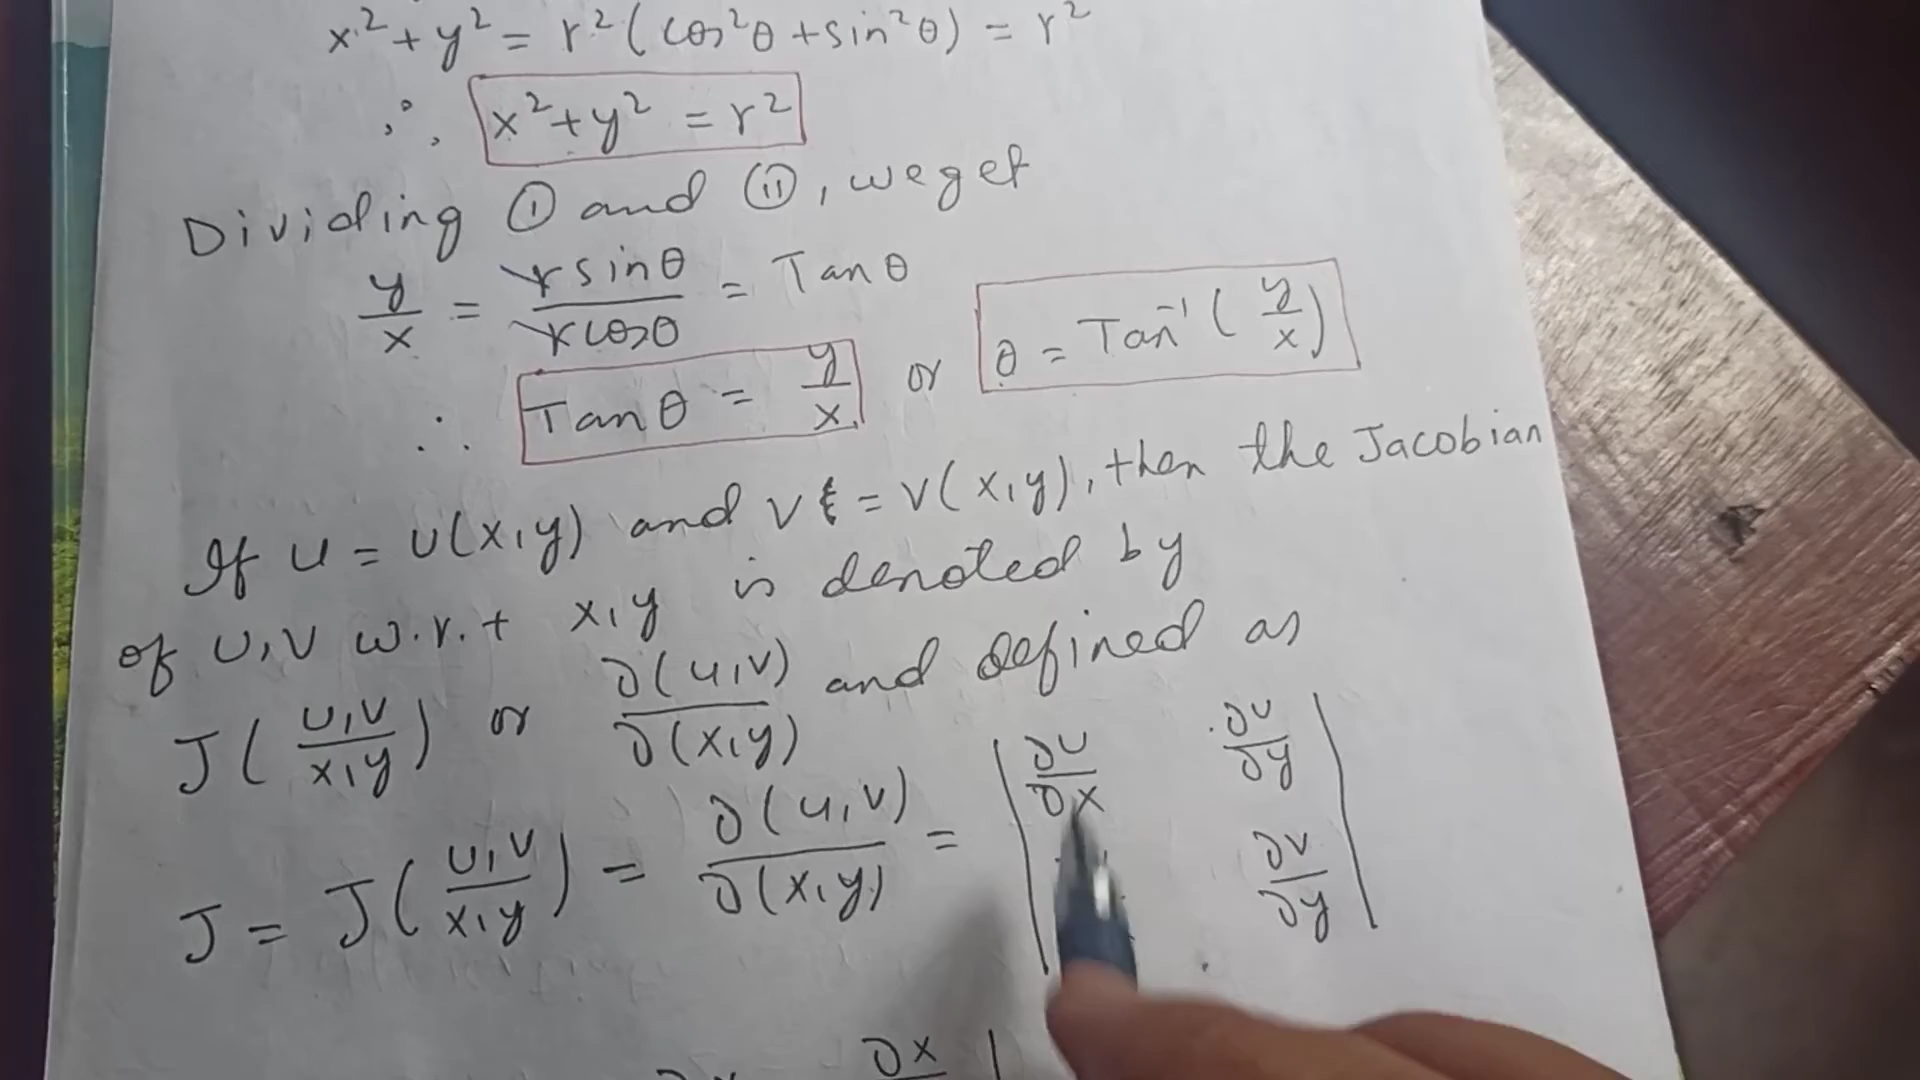 x² + y² = r² (cos²θ + sin²θ) = r²
∴ x² + y² = r²
Dividing ① and ⑪, we get
y/x = r sinθ / r cosθ = Tan θ
∴ Tan θ = y/x or θ = Tan⁻¹ (y/x)
If u = u(x,y) and v = v(x,y), then the Jacobian
of u,v w.r.t x,y is denoted by
J(u,v / x,y) or ∂(u,v) / ∂(x,y) and defined as
J = J(u,v / x,y) = ∂(u,v) / ∂(x,y) = | ∂u/∂x ∂u/∂y |
| ∂v/∂y |
∂x